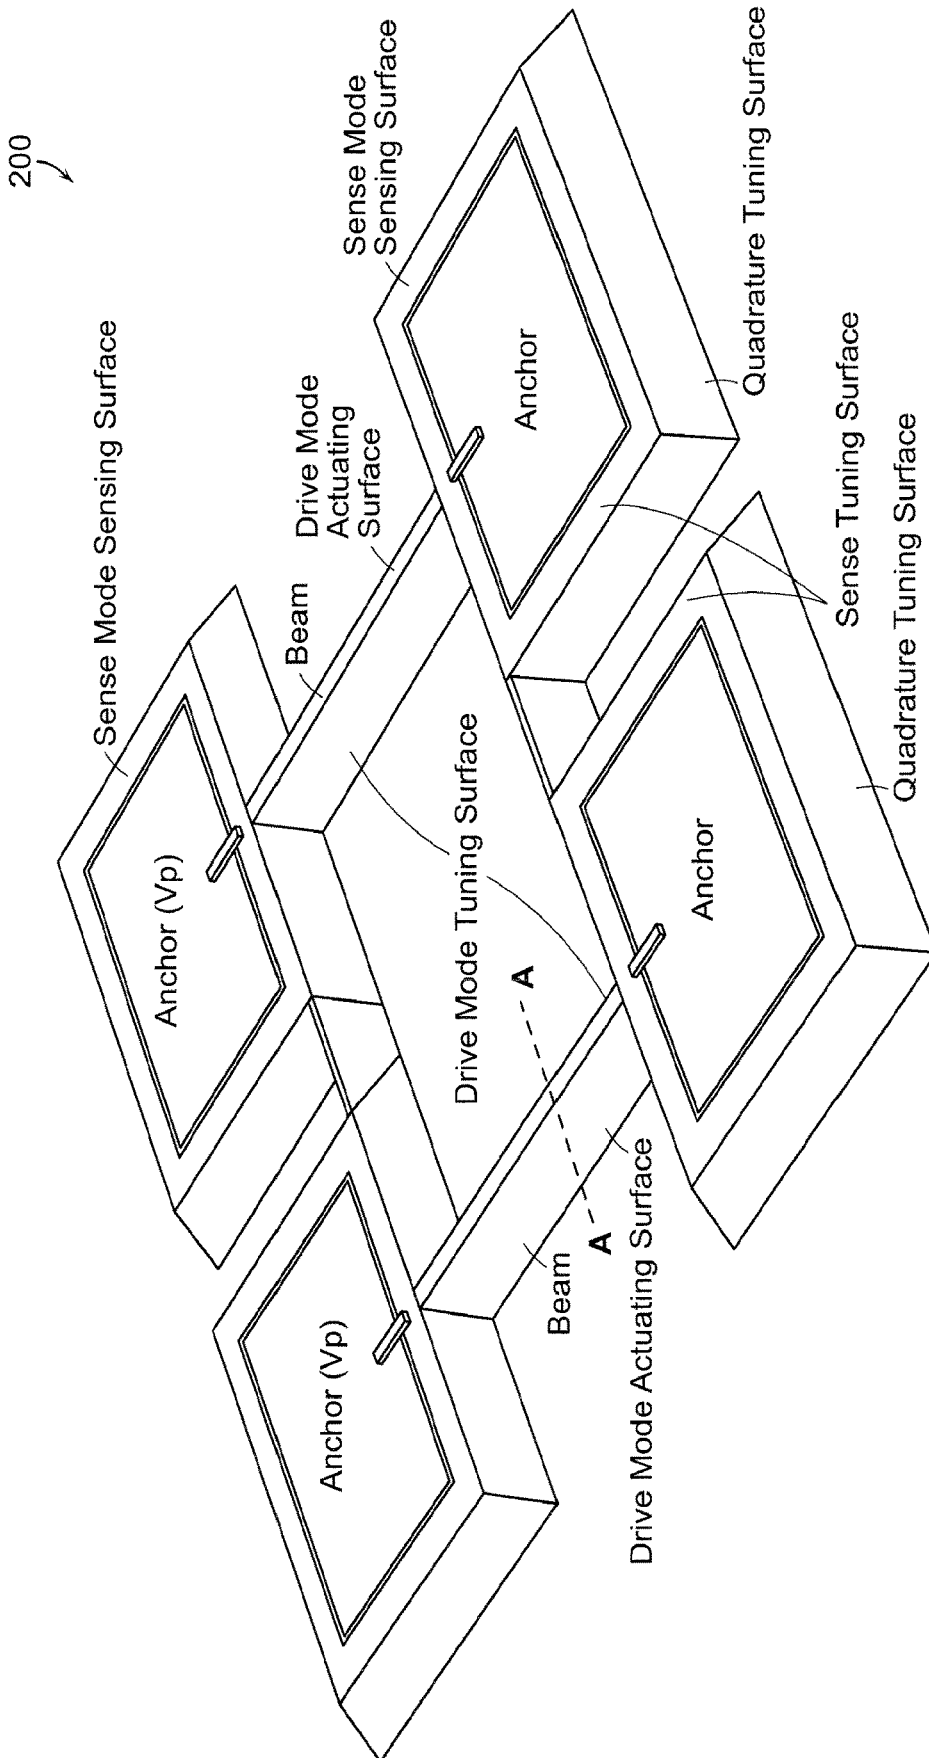 200
Sense Mode Sensing Surface
Anchor (Vp)
Beam
Drive Mode
Actuating
Surface
Sense Mode
Sensing Surface
Anchor (Vp)
Drive Mode Tuning Surface
Anchor
A
A
Beam
Drive Mode Actuating Surface
Anchor
Quadrature Tuning Surface
Sense Tuning Surface
Quadrature Tuning Surface